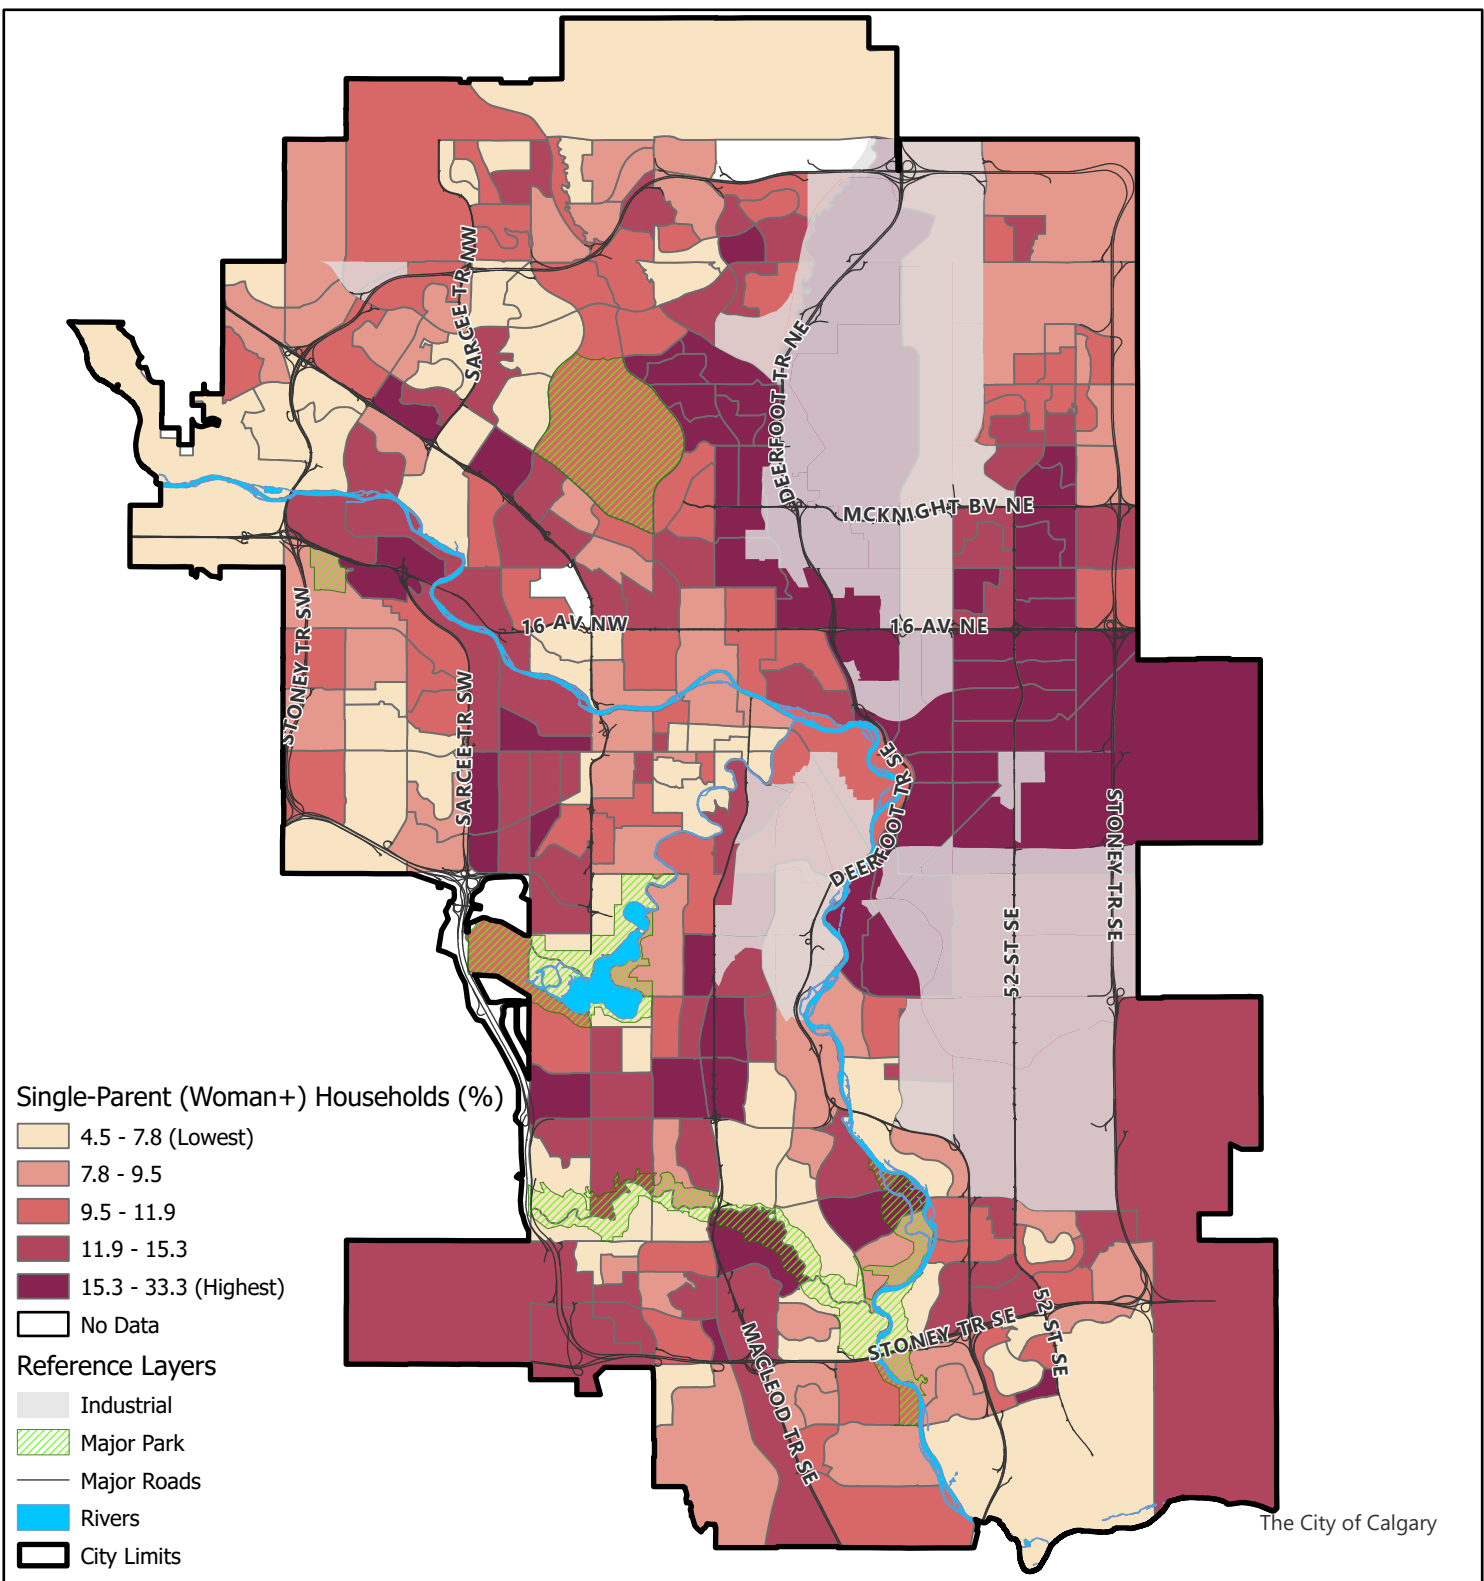 SARCEE TR NW
DEERFOOT TR NE
MCKNIGHT BV NE
STONEY TR SW
16 AV NW
16 AV NE
SARCEE TR SW
DEERFOOT TR SE
STONEY TR SE
52 ST SE
STONEY TR SE
52 ST SE
MACLEOD TR SE
Single-Parent (Woman+) Households (%)
4.5 - 7.8 (Lowest)
7.8 - 9.5
9.5 - 11.9
11.9 - 15.3
15.3 - 33.3 (Highest)
No Data
Reference Layers
Industrial
Major Park
Major Roads
Rivers
City Limits
The City of Calgary